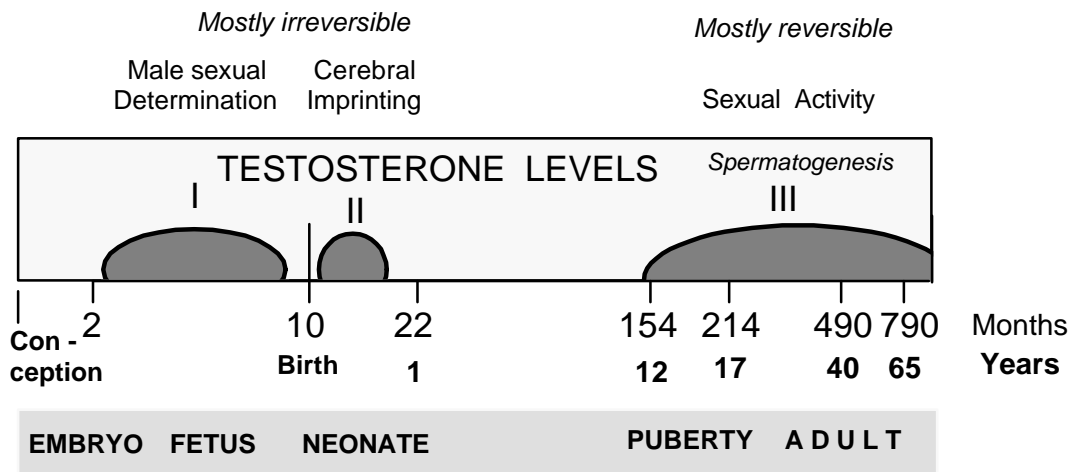 Mostly irreversible
Mostly reversible
Male sexual Determination
Cerebral Imprinting
Sexual Activity
TESTOSTERONE LEVELS
Spermatogenesis
I
II
III
2
10
22
154
214
490
790
Months
Con -
ception
Birth
1
12
17
40
65
Years
EMBRYO FETUS NEONATE PUBERTY A D U L T